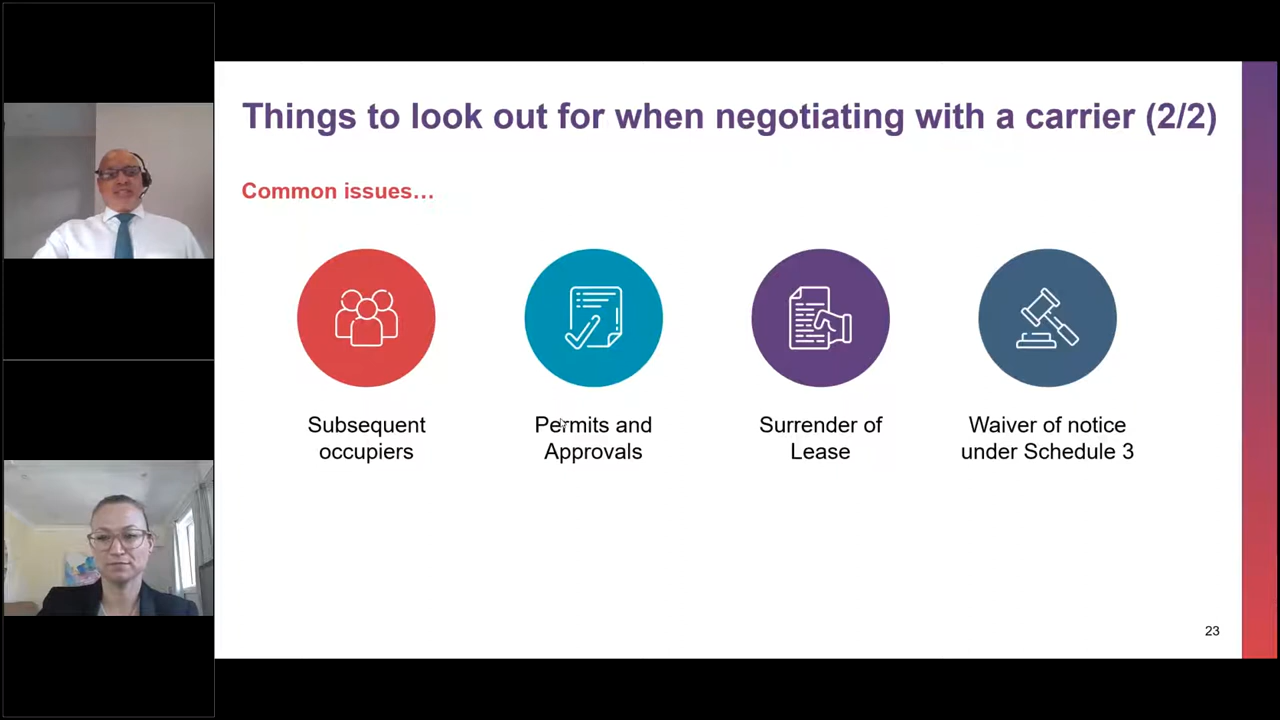 Things to look out for when negotiating with a carrier (2/2)
Common issues…
Subsequent
occupiers
Permits and
Approvals
Surrender of
Lease
Waiver of notice
under Schedule 3
23